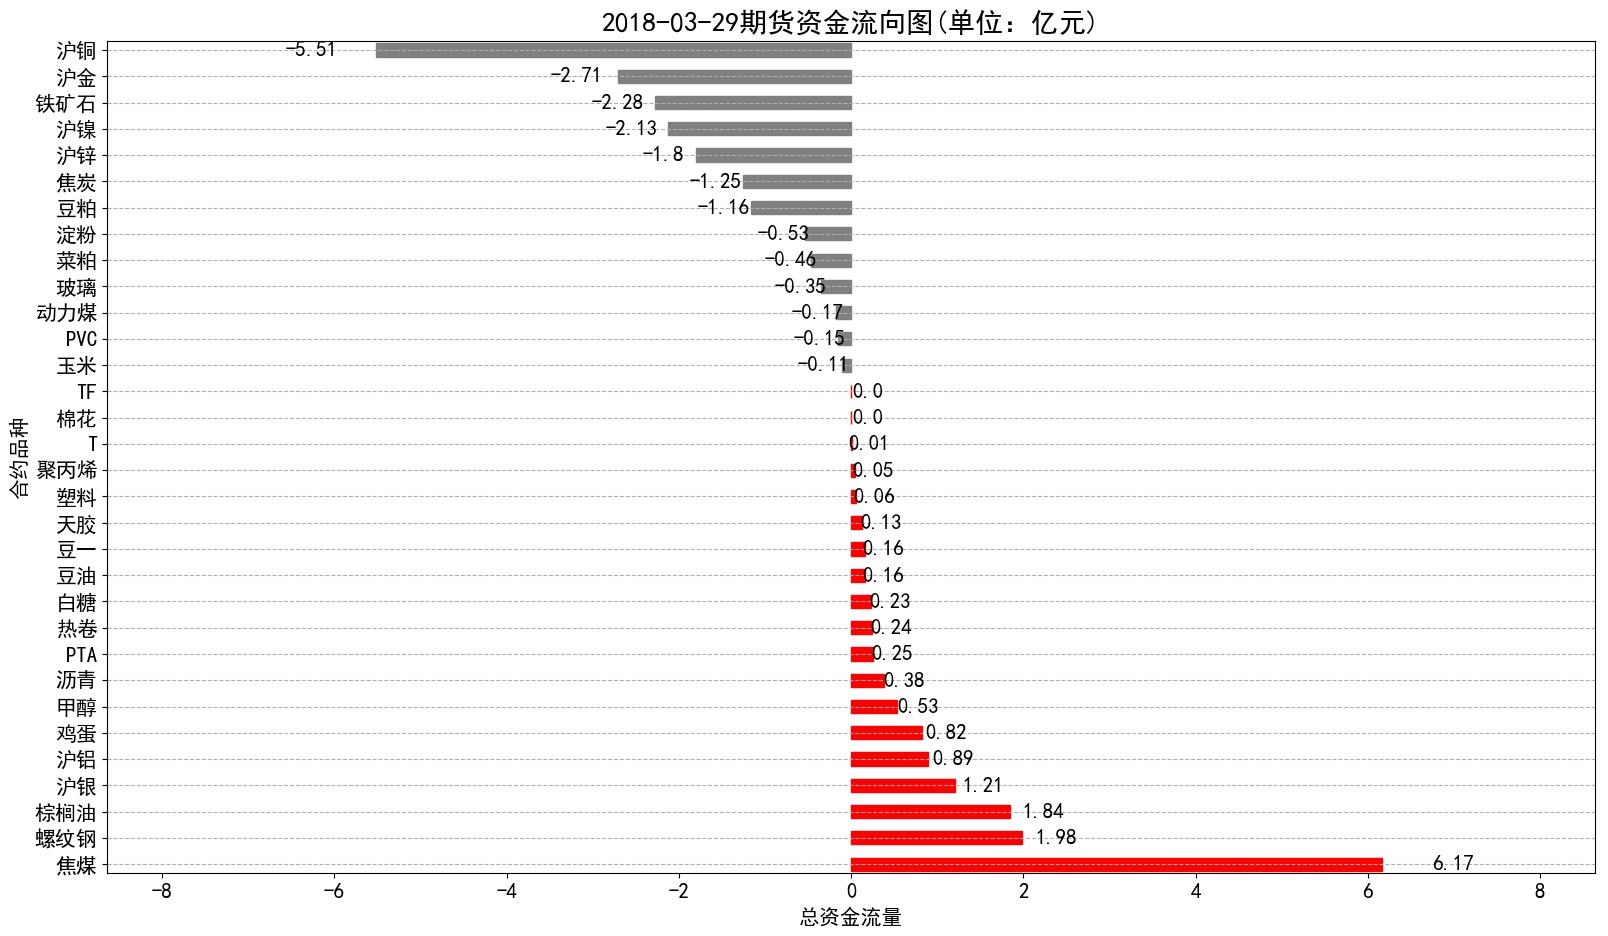 2018-03-29期货资金流向图(单位：亿元)
沪铜 -5.51
沪金 -2.71
铁矿石 -2.28
沪镍 -2.13
沪锌 -1.8
焦炭 -1.25
豆粕 -1.16
淀粉 -0.53
菜粕 -0.46
玻璃 -0.35
动力煤 -0.17
PVC -0.15
玉米 -0.11
TF 0.0
棉花 0.0
T 0.01
聚丙烯 0.05
塑料 0.06
天胶 0.13
豆一 0.16
豆油 0.16
白糖 0.23
热卷 0.24
PTA 0.25
沥青 0.38
甲醇 0.53
鸡蛋 0.82
沪铝 0.89
沪银 1.21
棕榈油 1.84
螺纹钢 1.98
焦煤 6.17
合约品种
-8 -6 -4 -2 0 2 4 6 8
总资金流量